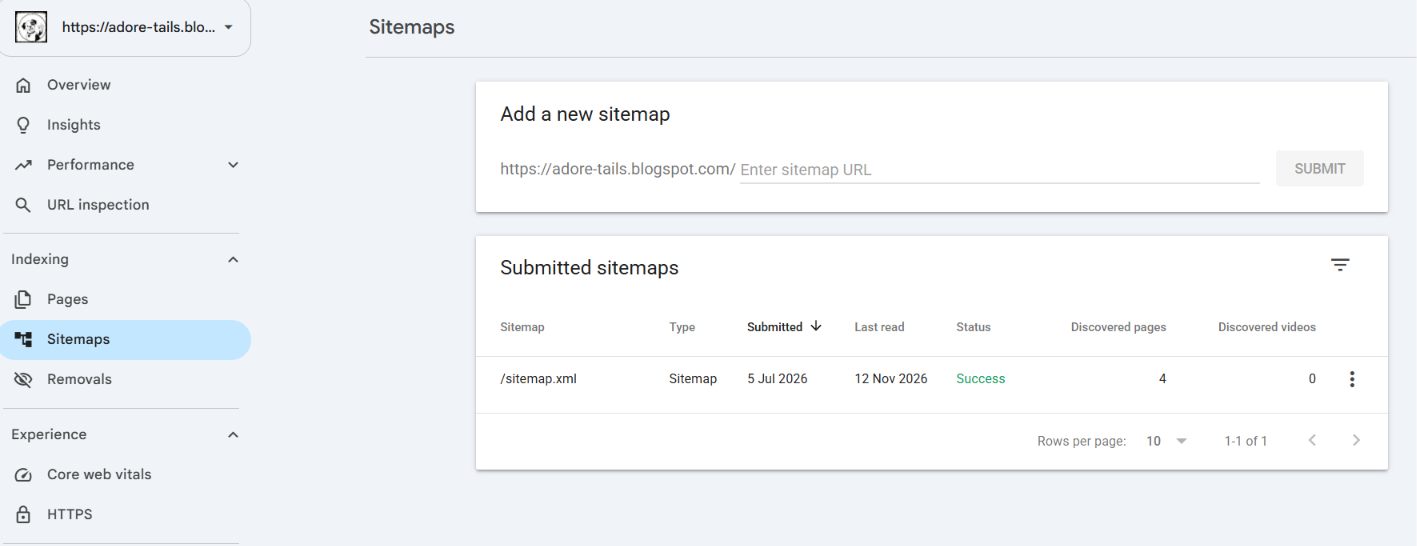 https://adore-tails.blo...
Sitemaps
Overview
Insights
Performance
URL inspection
Indexing
Pages
Sitemaps
Removals
Experience
Core web vitals
HTTPS
Add a new sitemap
https://adore-tails.blogspot.com/ Enter sitemap URL SUBMIT
Submitted sitemaps
Sitemap Type Submitted Last read Status Discovered pages Discovered videos
/sitemap.xml Sitemap 5 Jul 2026 12 Nov 2026 Success 4 0
Rows per page: 10 1-1 of 1